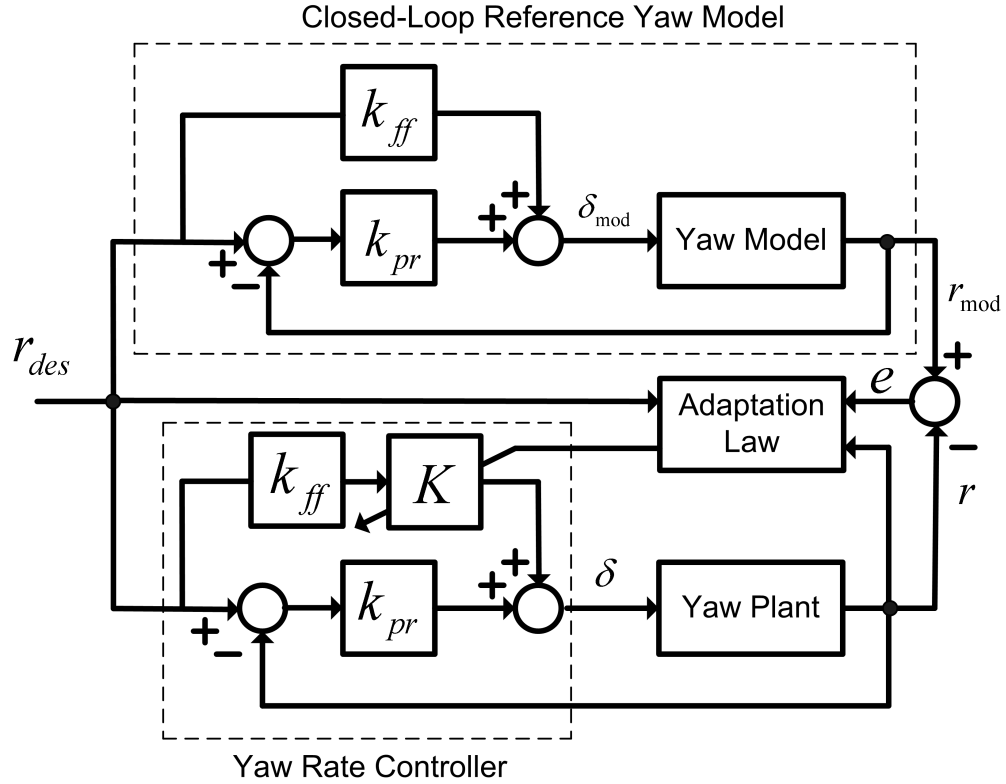 Closed-Loop Reference Yaw Model
k_ff
+
k_pr
+
δ_mod
Yaw Model
+
−
r_mod
r_des
+
e
Adaptation
Law
−
k_ff
K
r
+
δ
k_pr
+
Yaw Plant
+
−
Yaw Rate Controller